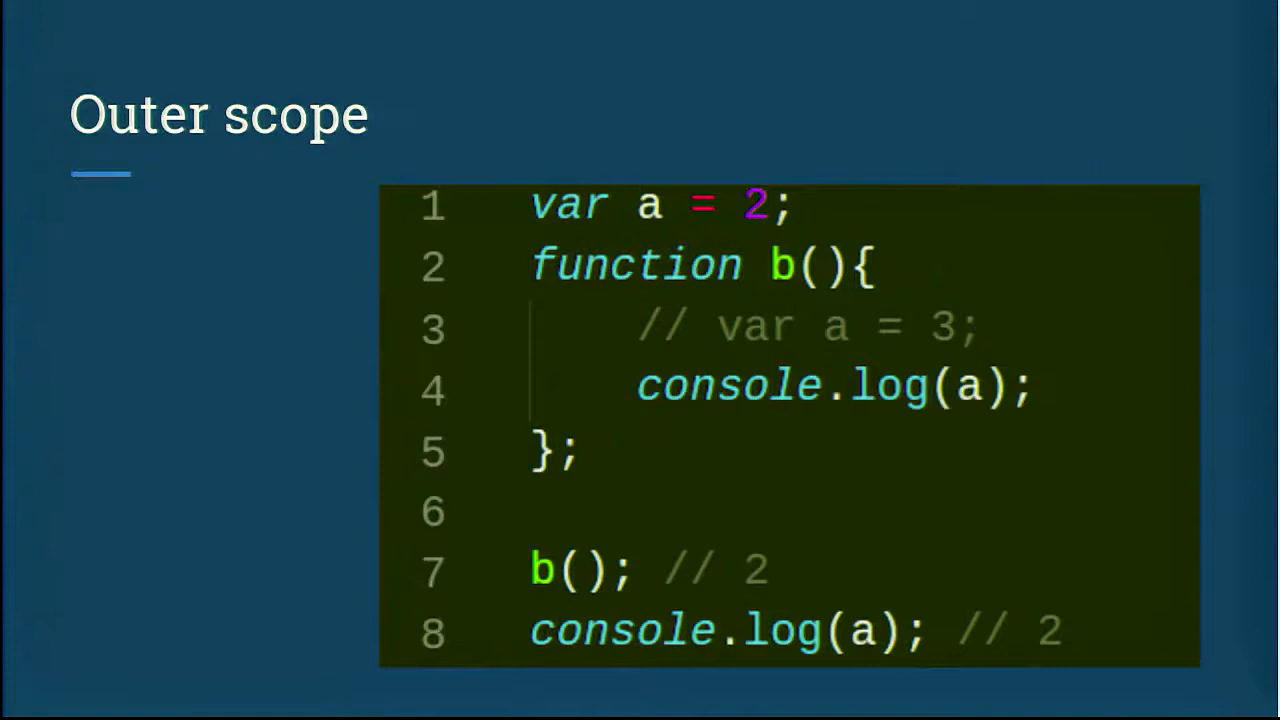 Outer scope
1 var a = 2;
2 function b(){
3 // var a = 3;
4 console.log(a);
5 };
6
7 b(); // 2
8 console.log(a); // 2